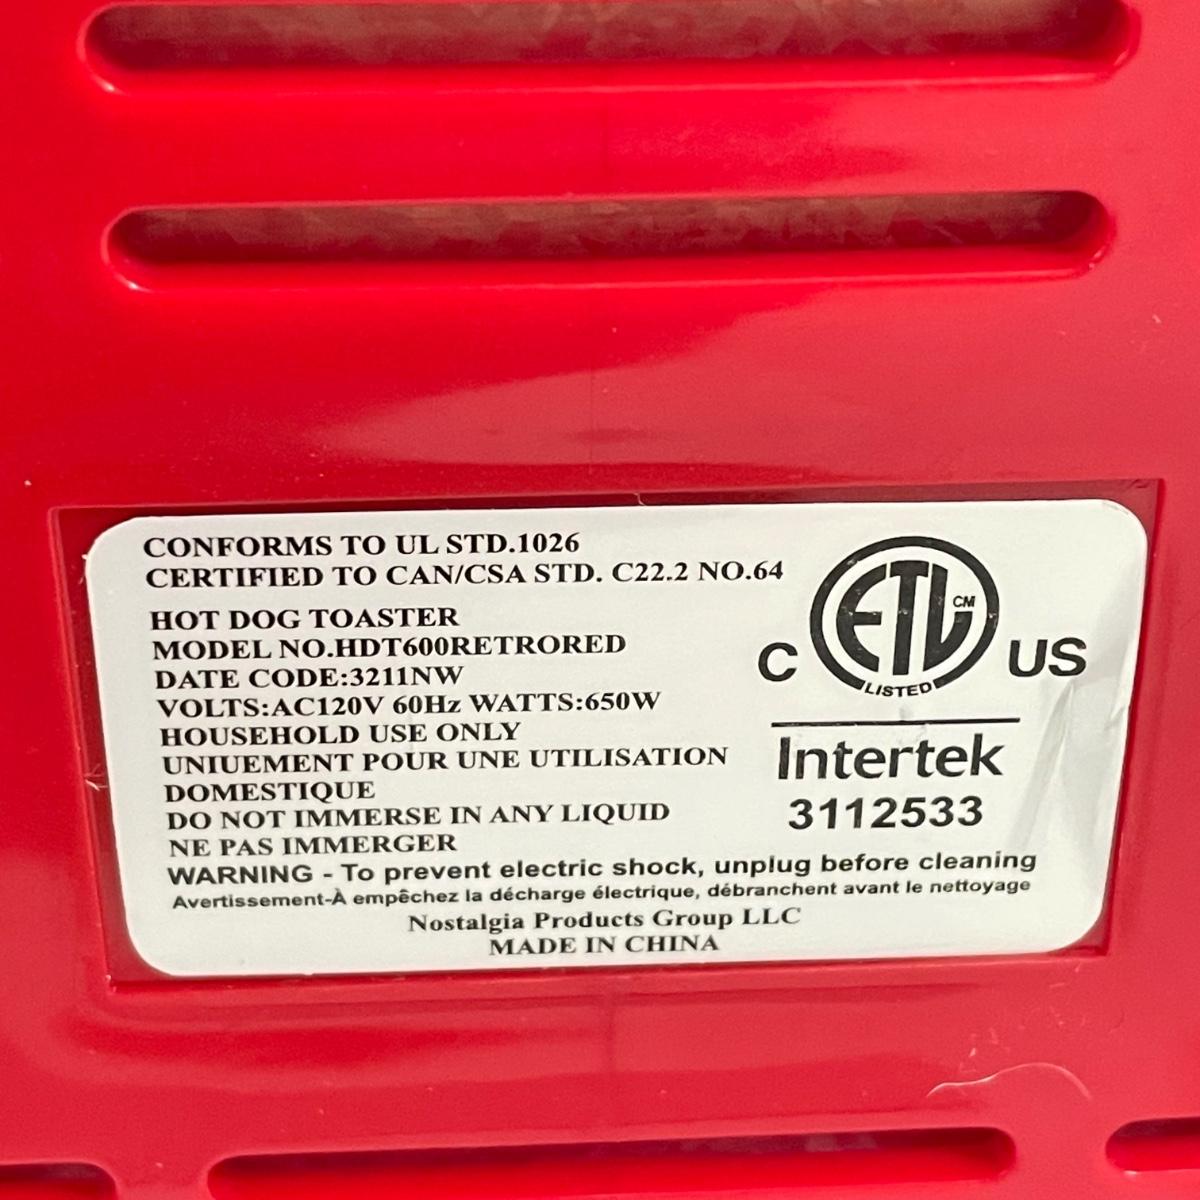 CONFORMS TO UL STD.1026
CERTIFIED TO CAN/CSA STD. C22.2 NO.64
HOT DOG TOASTER
MODEL NO.HDT600RETRORED
DATE CODE:3211NW
VOLTS:AC120V 60Hz WATTS:650W
HOUSEHOLD USE ONLY
UNIUEMENT POUR UNE UTILISATION
DOMESTIQUE
DO NOT IMMERSE IN ANY LIQUID
NE PAS IMMERGER
WARNING - To prevent electric shock, unplug before cleaning
Avertissement-À empêchez la décharge électrique, débranchent avant le nettoyage
Nostalgia Products Group LLC
MADE IN CHINA
C ETL CM US
LISTED
Intertek
3112533